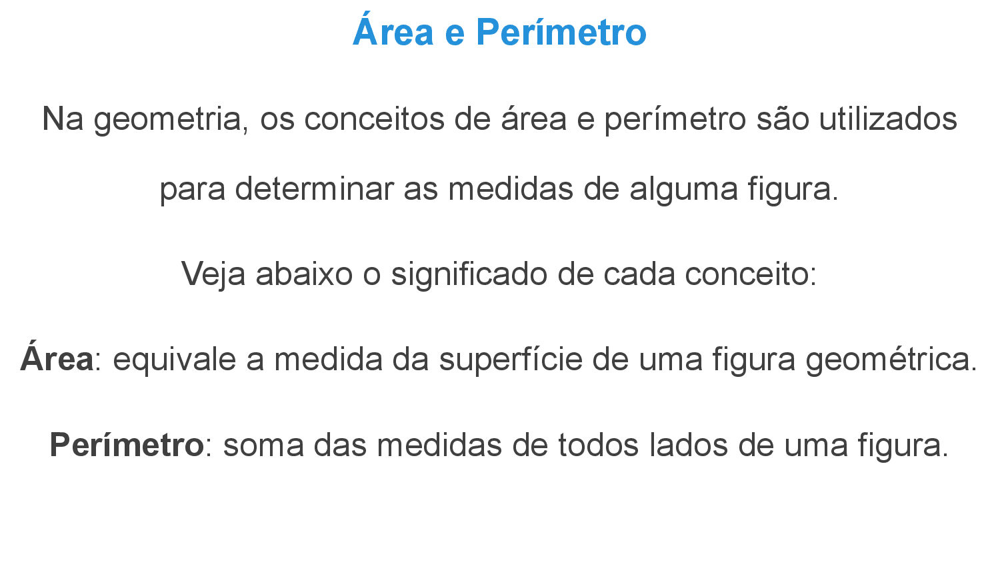 Área e Perímetro
Na geometria, os conceitos de área e perímetro são utilizados
para determinar as medidas de alguma figura.
Veja abaixo o significado de cada conceito:
Área: equivale a medida da superfície de uma figura geométrica.
Perímetro: soma das medidas de todos lados de uma figura.